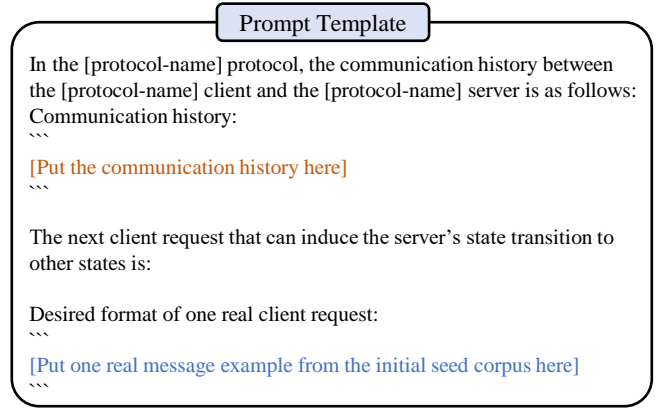 Prompt Template
In the [protocol-name] protocol, the communication history between
the [protocol-name] client and the [protocol-name] server is as follows:
Communication history:
```
[Put the communication history here]
```
The next client request that can induce the server’s state transition to
other states is:
Desired format of one real client request:
```
[Put one real message example from the initial seed corpus here]
```